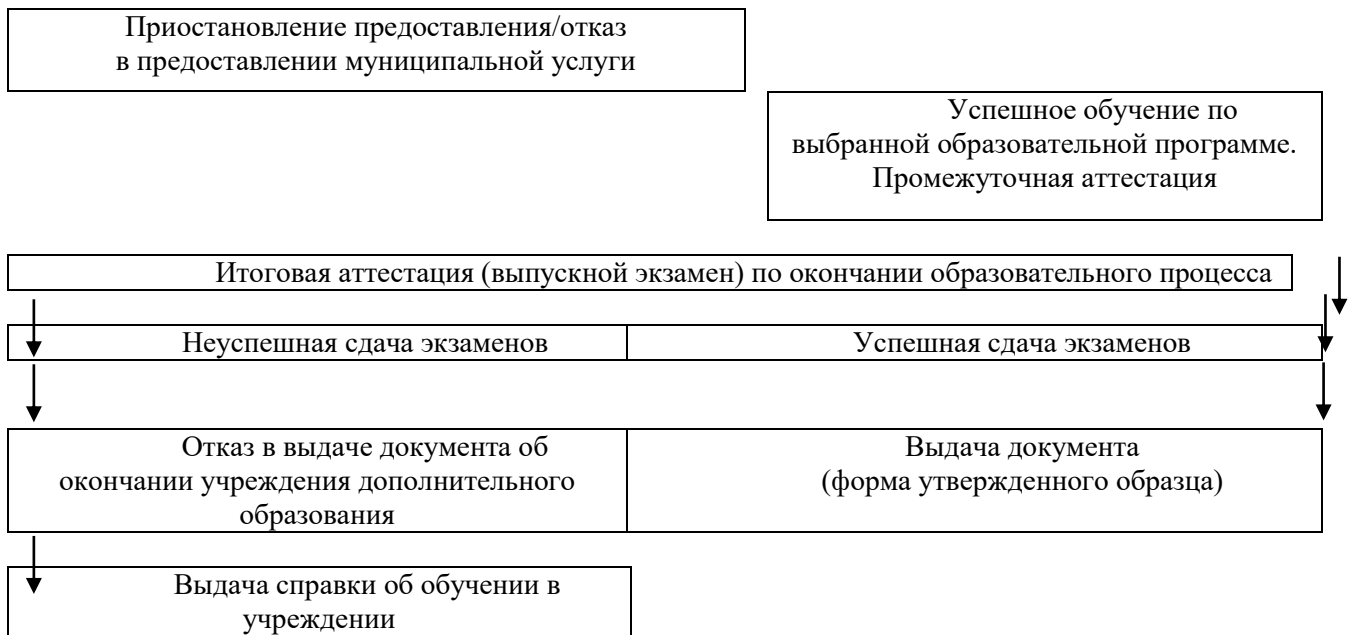 Приостановление предоставления/отказ
в предоставлении муниципальной услуги
Успешное обучение по
выбранной образовательной программе.
Промежуточная аттестация
Итоговая аттестация (выпускной экзамен) по окончании образовательного процесса
Неуспешная сдача экзаменов
Успешная сдача экзаменов
Отказ в выдаче документа об
окончании учреждения дополнительного
образования
Выдача документа
(форма утвержденного образца)
Выдача справки об обучении в
учреждении